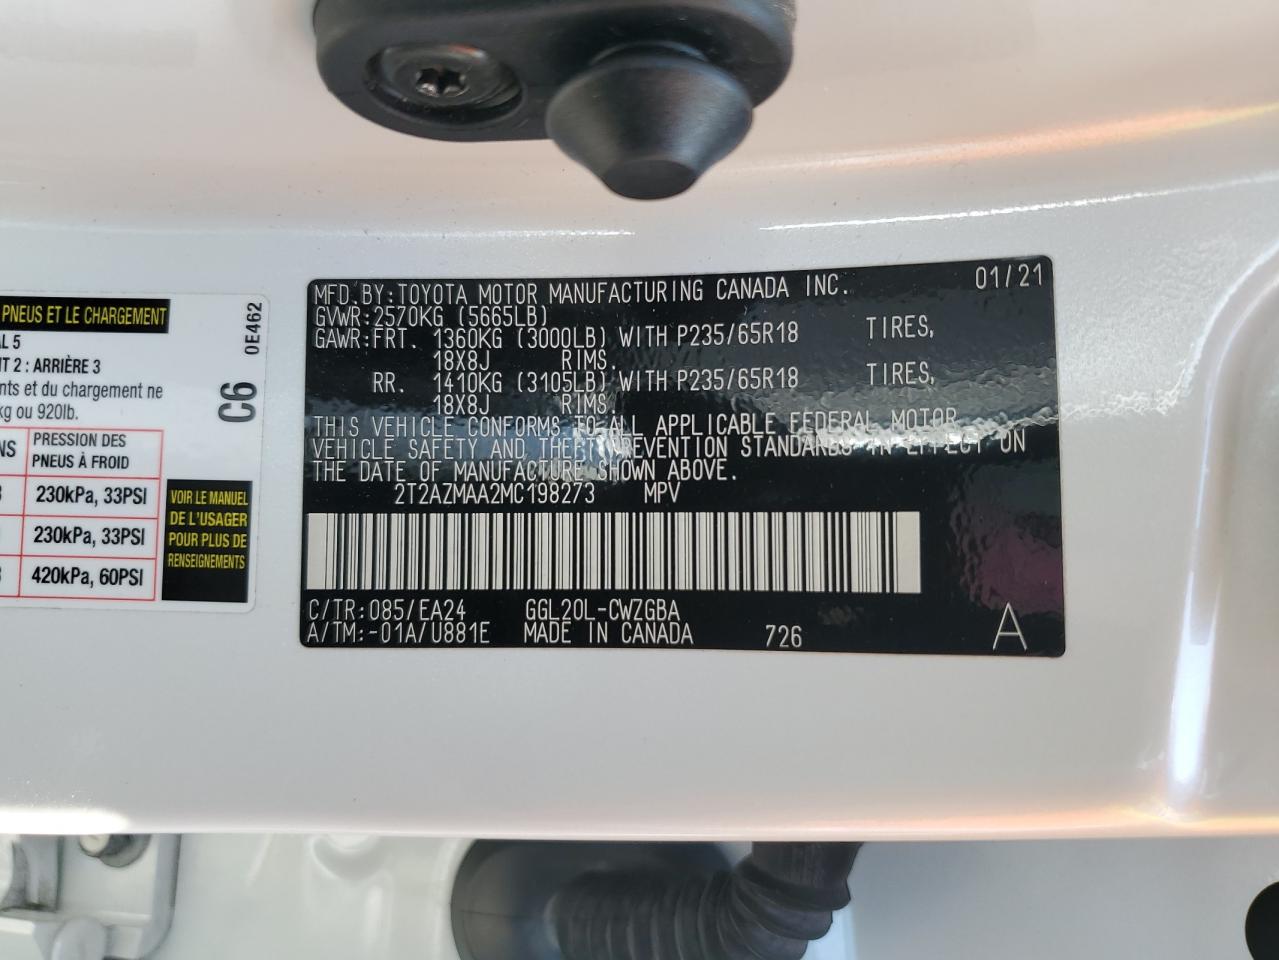 PNEUS ET LE CHARGEMENT
AL 5
T 2 : ARRIÈRE 3
nts et du chargement ne
kg ou 920lb.
NS PRESSION DES
PNEUS À FROID
230kPa, 33PSI
230kPa, 33PSI
420kPa, 60PSI
0E462
C6
VOIR LE MANUEL
DE L'USAGER
POUR PLUS DE
RENSEIGNEMENTS
MFD.BY:TOYOTA MOTOR MANUFACTURING CANADA INC. 01/21
GVWR:2570KG (5665LB)
GAWR:FRT. 1360KG (3000LB) WITH P235/65R18 TIRES,
18X8J RIMS.
RR. 1410KG (3105LB) WITH P235/65R18 TIRES,
18X8J RIMS.
THIS VEHICLE CONFORMS TO ALL APPLICABLE FEDERAL MOTOR
VEHICLE SAFETY AND THEFT PREVENTION STANDARDS IN EFFECT ON
THE DATE OF MANUFACTURE SHOWN ABOVE.
2T2AZMAA2MC198273 MPV
C/TR:085/EA24 GGL20L-CWZGBA
A/TM:-01A/U881E MADE IN CANADA 726 A